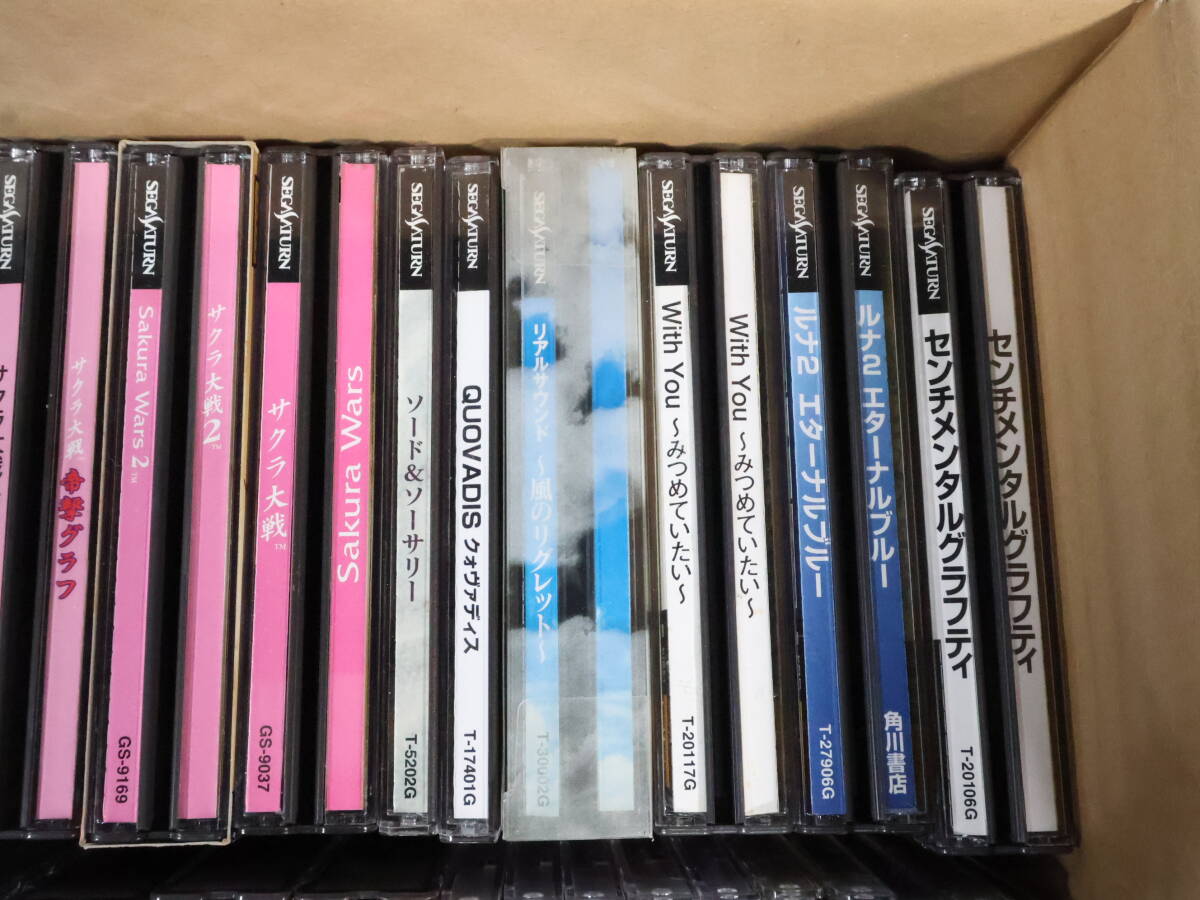 SEGA SATURN
サクラ大戦
帝撃グラフ
SEGA SATURN
Sakura Wars 2™
GS-9169
サクラ大戦2™
SEGA SATURN
サクラ大戦™
GS-9037
Sakura Wars
SEGA SATURN
ソード&ソーサリー
T-5202G
SEGA SATURN
QUOVADIS クォヴァディス
T-17401G
SEGA SATURN
リアルサウンド ～風のリグレット～
T-30002G
SEGA SATURN
With You ～みつめていたい～
T-20117G
With You ～みつめていたい～
SEGA SATURN
ルナ2 エターナルブルー
T-27906G
SEGA SATURN
ルナ2 エターナルブルー
角川書店
SEGA SATURN
センチメンタルグラフティ
T-20106G
センチメンタルグラフティ